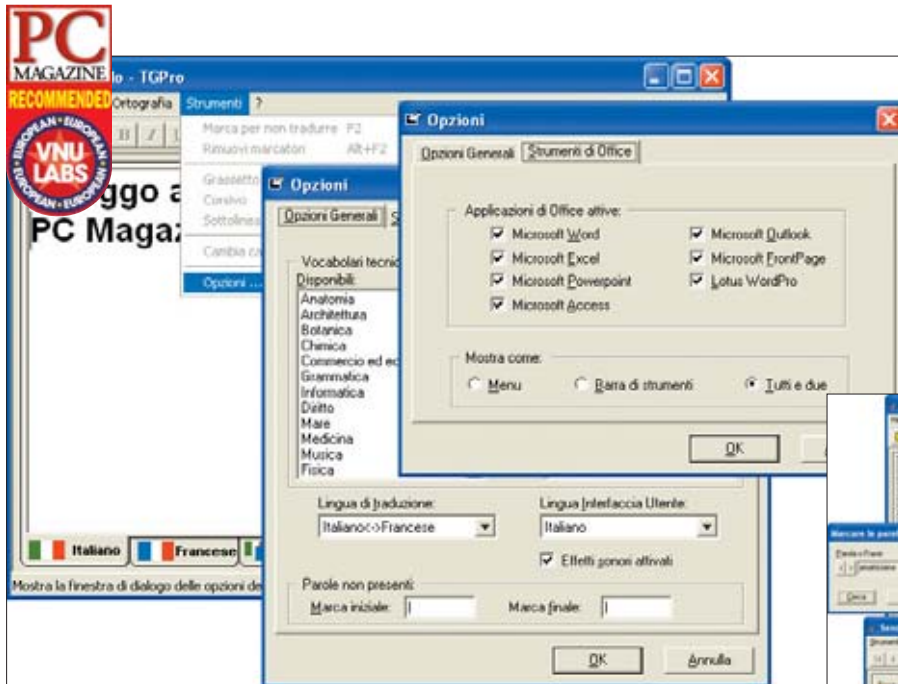 PC
MAGAZINE
RECOMMENDED
EUROPEAN
VNU
LABS
EUROPEAN
- TGPro
Ortografia Strumenti ?
Marca per non tradurre F2
Rimuovi marcatori Alt+F2
Grassetto
Corsivo
Cambia
Opzioni ...
PC
Italiano Francese
Mostra la finestra di dialogo delle opzioni
Opzioni
Opzioni Generali
Vocabolari
Disponibili:
Anatomia
Architettura
Botanica
Chimica
Commercio ed
Grammatica
Informatica
Diritto
Mare
Medicina
Musica
Fisica
Lingua di traduzione: Lingua Interfaccia Utente:
Italiano<->Francese Italiano
Effetti sonori attivati
Parole non presenti:
Marca iniziale: [ Marca finale: ]
OK Annulla
Opzioni
Opzioni Generali Strumenti di Office
Applicazioni di Office attive:
Microsoft Word Microsoft Outlook
Microsoft Excel Microsoft FrontPage
Microsoft Powerpoint Lotus WordPro
Microsoft Access
Mostra come:
Menu Barra di strumenti Tutti e due
OK
Marcare le
Cerca